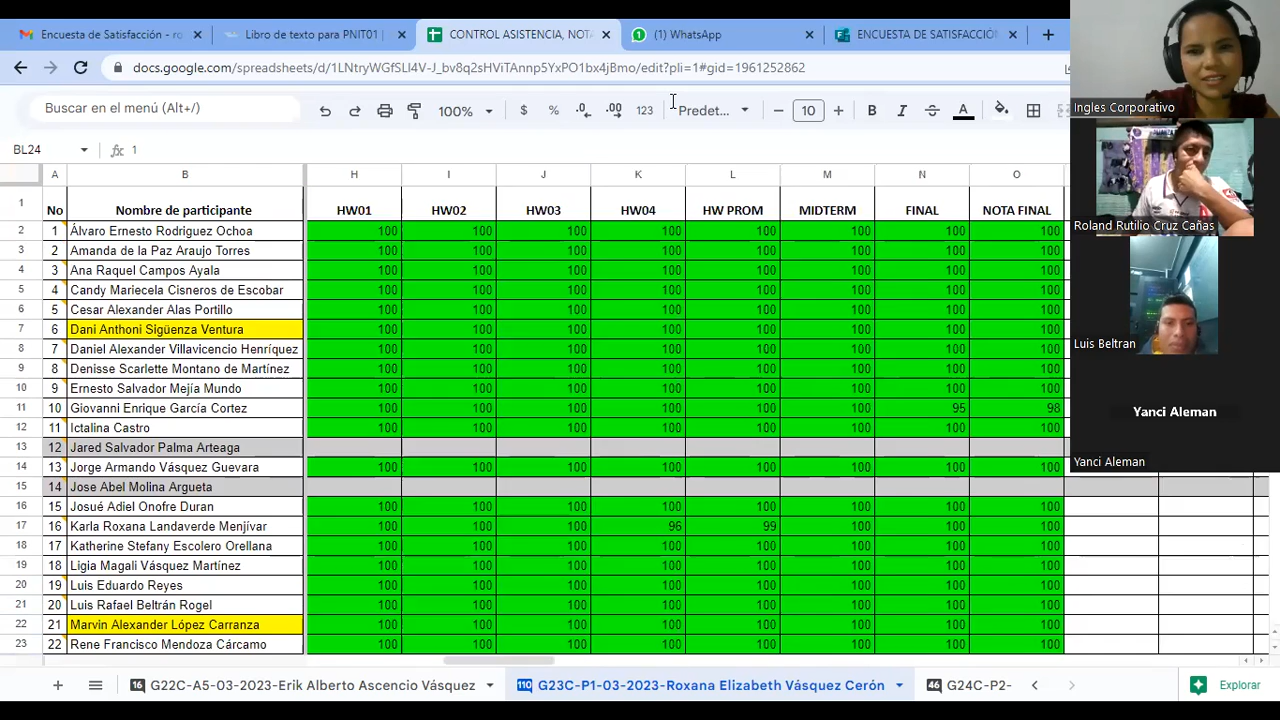 Encuesta de Satisfacción - ro
Libro de texto para PNIT01 |
CONTROL ASISTENCIA, NOTA
(1) WhatsApp
ENCUESTA DE SATISFACCIÓN
docs.google.com/spreadsheets/d/1LNtryWGfSLl4V-J_bv8q2sHViTAnnp5YxPO1bx4jBmo/edit?pli=1#gid=1961252862
Buscar en el menú (Alt+/)
100%
$ % .0 .00 123
Predet...
10
B I A
BL24
fx 1
A B H I J K L M N O
1 No Nombre de participante HW01 HW02 HW03 HW04 HW PROM MIDTERM FINAL NOTA FINAL
2 1 Álvaro Ernesto Rodriguez Ochoa 100 100 100 100 100 100 100 100
3 2 Amanda de la Paz Araujo Torres 100 100 100 100 100 100 100 100
4 3 Ana Raquel Campos Ayala 100 100 100 100 100 100 100 100
5 4 Candy Mariecela Cisneros de Escobar 100 100 100 100 100 100 100 100
6 5 Cesar Alexander Alas Portillo 100 100 100 100 100 100 100 100
7 6 Dani Anthoni Sigüenza Ventura 100 100 100 100 100 100 100 100
8 7 Daniel Alexander Villavicencio Henríquez 100 100 100 100 100 100 100 100
9 8 Denisse Scarlette Montano de Martínez 100 100 100 100 100 100 100 100
10 9 Ernesto Salvador Mejía Mundo 100 100 100 100 100 100 100 100
11 10 Giovanni Enrique García Cortez 100 100 100 100 100 100 95 98
12 11 Ictalina Castro 100 100 100 100 100 100 100 100
13 12 Jared Salvador Palma Arteaga
14 13 Jorge Armando Vásquez Guevara 100 100 100 100 100 100 100 100
15 14 Jose Abel Molina Argueta
16 15 Josué Adiel Onofre Duran 100 100 100 100 100 100 100 100
17 16 Karla Roxana Landaverde Menjívar 100 100 100 96 99 100 100 100
18 17 Katherine Stefany Escolero Orellana 100 100 100 100 100 100 100 100
19 18 Ligia Magali Vásquez Martínez 100 100 100 100 100 100 100 100
20 19 Luis Eduardo Reyes 100 100 100 100 100 100 100 100
21 20 Luis Rafael Beltrán Rogel 100 100 100 100 100 100 100 100
22 21 Marvin Alexander López Carranza 100 100 100 100 100 100 100 100
23 22 Rene Francisco Mendoza Cárcamo 100 100 100 100 100 100 100 100
16 G22C-A5-03-2023-Erik Alberto Ascencio Vásquez
110 G23C-P1-03-2023-Roxana Elizabeth Vásquez Cerón
46 G24C-P2-
Explorar
Ingles Corporativo
Roland Rutilio Cruz Cañas
Luis Beltran
Yanci Aleman
Yanci Aleman